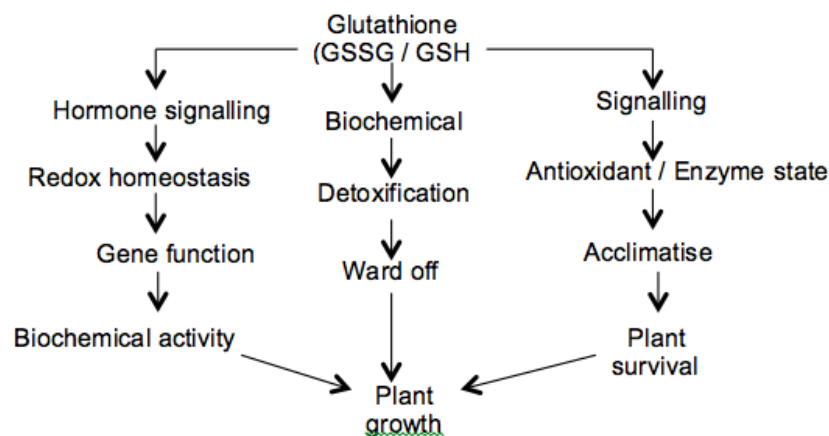 Glutathione
(GSSG / GSH
Hormone signalling
Redox homeostasis
Gene function
Biochemical activity
Biochemical
Detoxification
Ward off
Signalling
Antioxidant / Enzyme state
Acclimatise
Plant
survival
Plant
growth